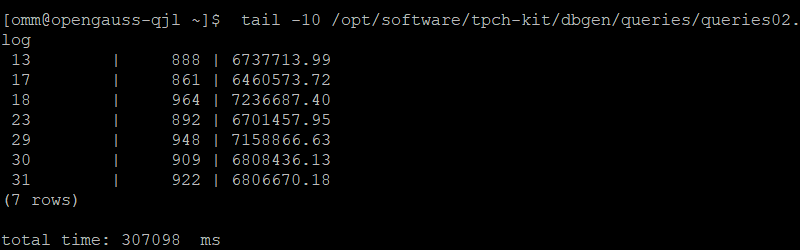 [omm@opengauss-qjl ~]$  tail -10 /opt/software/tpch-kit/dbgen/queries/queries02.
log
 13         |      888 | 6737713.99
 17         |      861 | 6460573.72
 18         |      964 | 7236687.40
 23         |      892 | 6701457.95
 29         |      948 | 7158866.63
 30         |      909 | 6808436.13
 31         |      922 | 6806670.18
(7 rows)
total time: 307098  ms